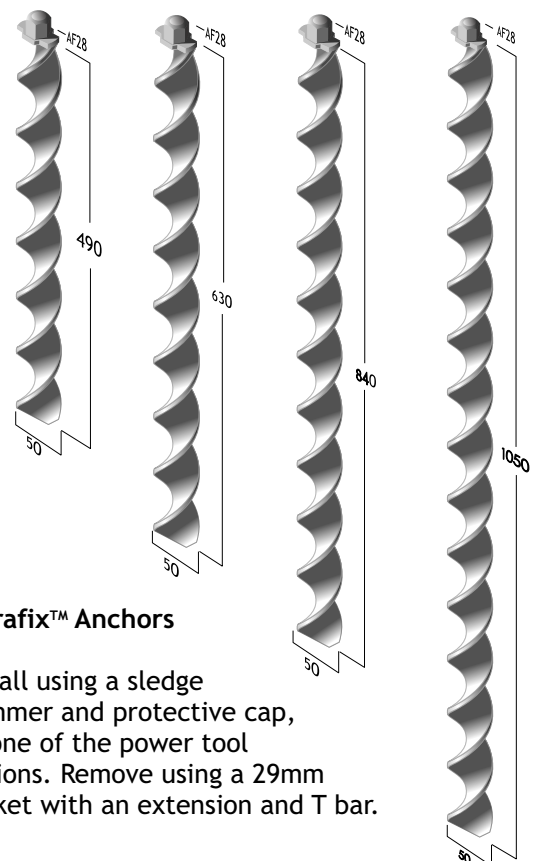 AF28
AF28
AF28
AF28
490
630
840
1050
50
50
50
50
rafix™ Anchors
all using a sledge
mer and protective cap,
one of the power tool
ions. Remove using a 29mm
ket with an extension and T bar.